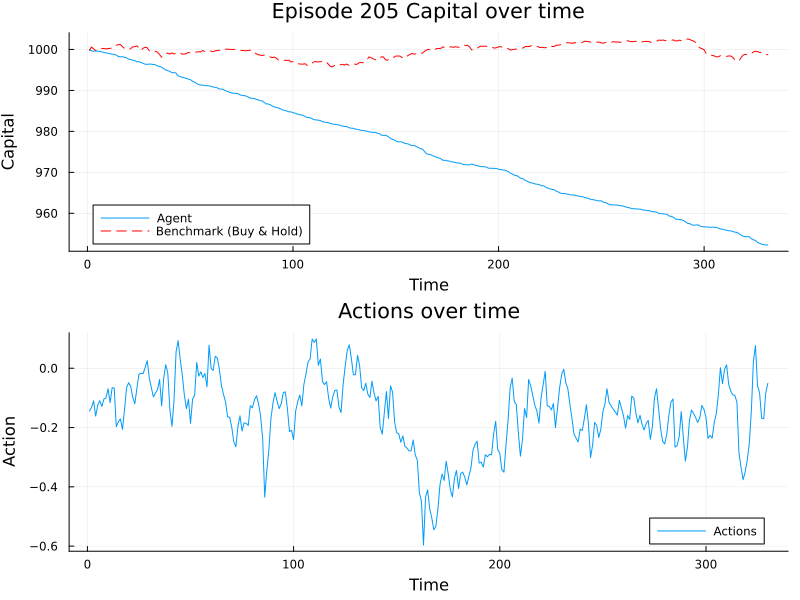 Episode 205 Capital over time
Capital
1000
990
980
970
960
Agent
Benchmark (Buy & Hold)
0 100 200 300
Time
Actions over time
Action
0.0
−0.2
−0.4
−0.6
Actions
0 100 200 300
Time